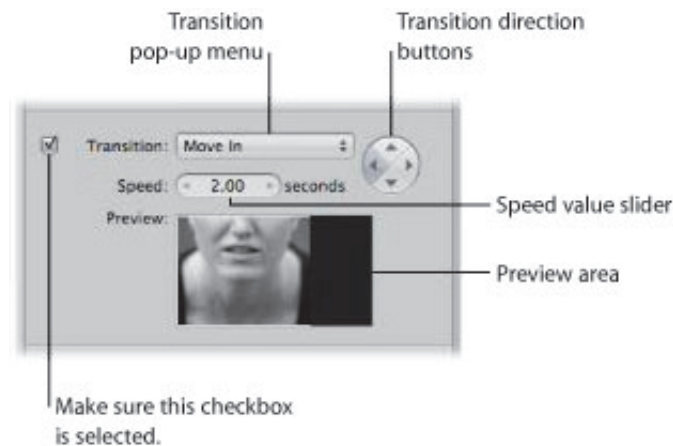 Transition
pop-up menu
Transition direction
buttons
Transition: Move In
Speed: 2.00 seconds
Speed value slider
Preview:
Preview area
Make sure this checkbox
is selected.